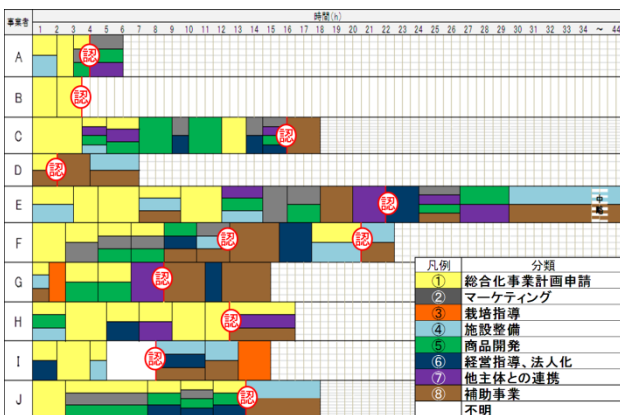 事業者 時間(h)
1 2 3 4 5 6 7 8 9 10 11 12 13 14 15 16 17 18 19 20 21 22 23 24 25 26 27 28 29 30 31 32 33 34 ~ 44
A 認
B 認
C 認
D 認
E 認 中略
F 認 認
G 認
H 認
I 認
J 認
凡例 分類
① 総合化事業計画申請
② マーケティング
③ 栽培指導
④ 施設整備
⑤ 商品開発
⑥ 経営指導、法人化
⑦ 他主体との連携
⑧ 補助事業
不明